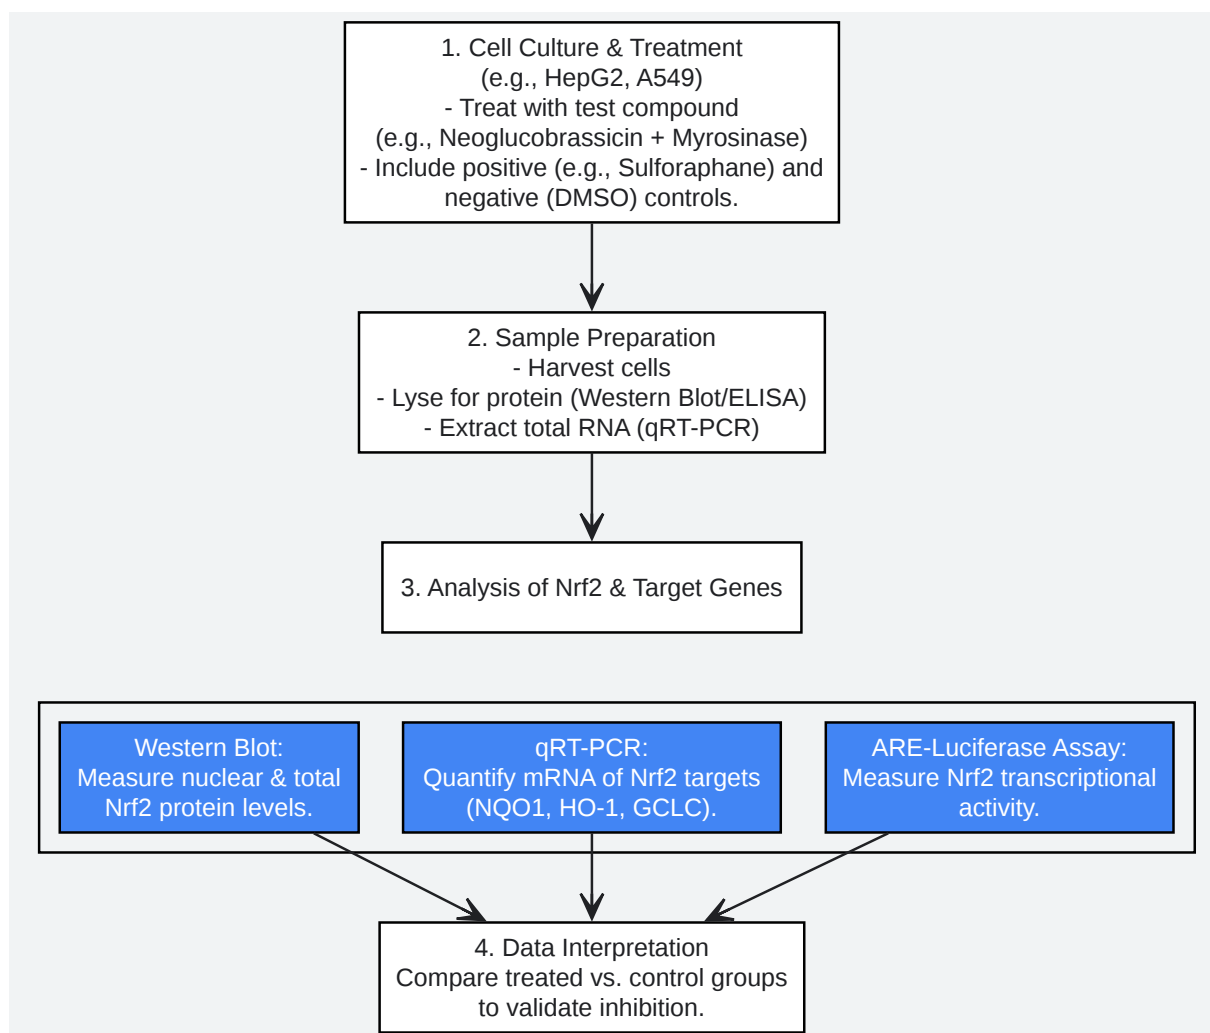 1. Cell Culture & Treatment
(e.g., HepG2, A549)
- Treat with test compound
(e.g., Neoglucobrassicin + Myrosinase)
- Include positive (e.g., Sulforaphane) and
negative (DMSO) controls.
2. Sample Preparation
- Harvest cells
- Lyse for protein (Western Blot/ELISA)
- Extract total RNA (qRT-PCR)
3. Analysis of Nrf2 & Target Genes
Western Blot:
Measure nuclear & total
Nrf2 protein levels.
qRT-PCR:
Quantify mRNA of Nrf2 targets
(NQO1, HO-1, GCLC).
ARE-Luciferase Assay:
Measure Nrf2 transcriptional
activity.
4. Data Interpretation
Compare treated vs. control groups
to validate inhibition.